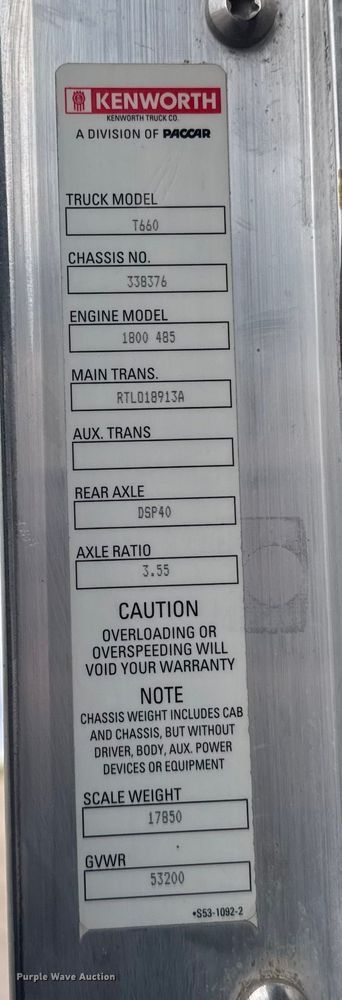 KENWORTH
KENWORTH TRUCK CO.
A DIVISION OF PACCAR
TRUCK MODEL
T660
CHASSIS NO.
338376
ENGINE MODEL
1800 485
MAIN TRANS.
RTLO18913A
AUX. TRANS
REAR AXLE
DSP40
AXLE RATIO
3.55
CAUTION
OVERLOADING OR
OVERSPEEDING WILL
VOID YOUR WARRANTY
NOTE
CHASSIS WEIGHT INCLUDES CAB
AND CHASSIS, BUT WITHOUT
DRIVER, BODY, AUX. POWER
DEVICES OR EQUIPMENT
SCALE WEIGHT
17850
GVWR
53200
*S53-1092-2
Purple Wave Auction